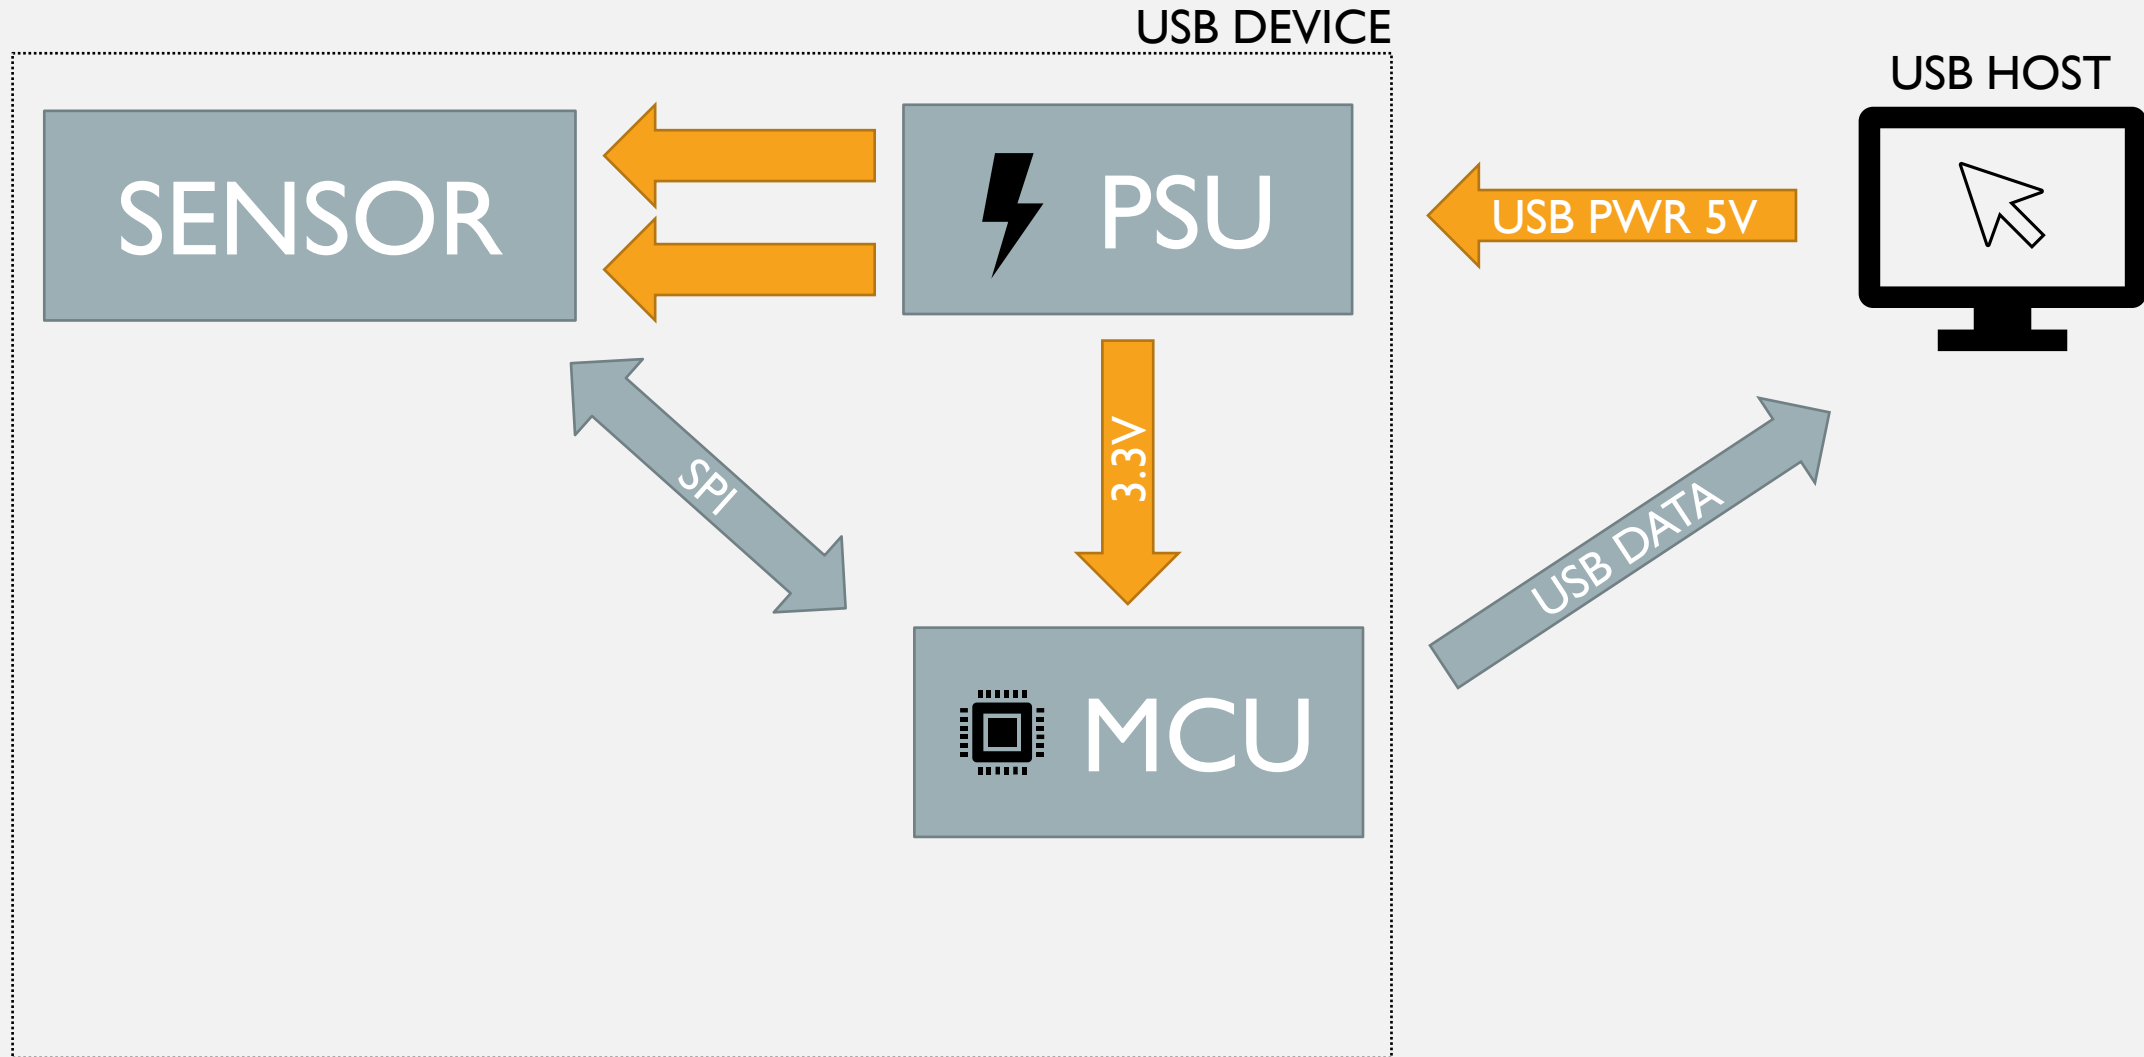 USB DEVICE
USB HOST
SENSOR
PSU
USB PWR 5V
3.3V
SPI
USB DATA
MCU